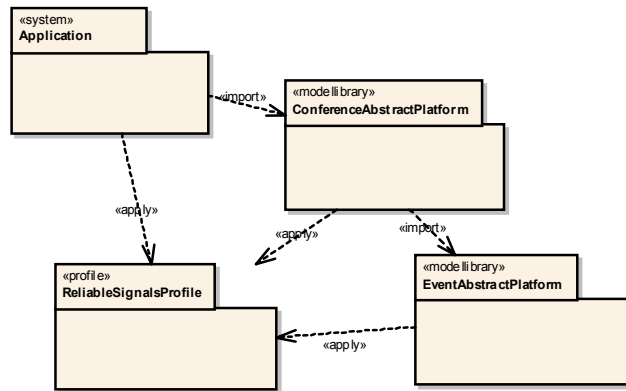 «system»
Application
«import»
«modellibrary»
ConferenceAbstractPlatform
«apply»
«apply»
«import»
«profile»
ReliableSignalsProfile
«modellibrary»
EventAbstractPlatform
«apply»